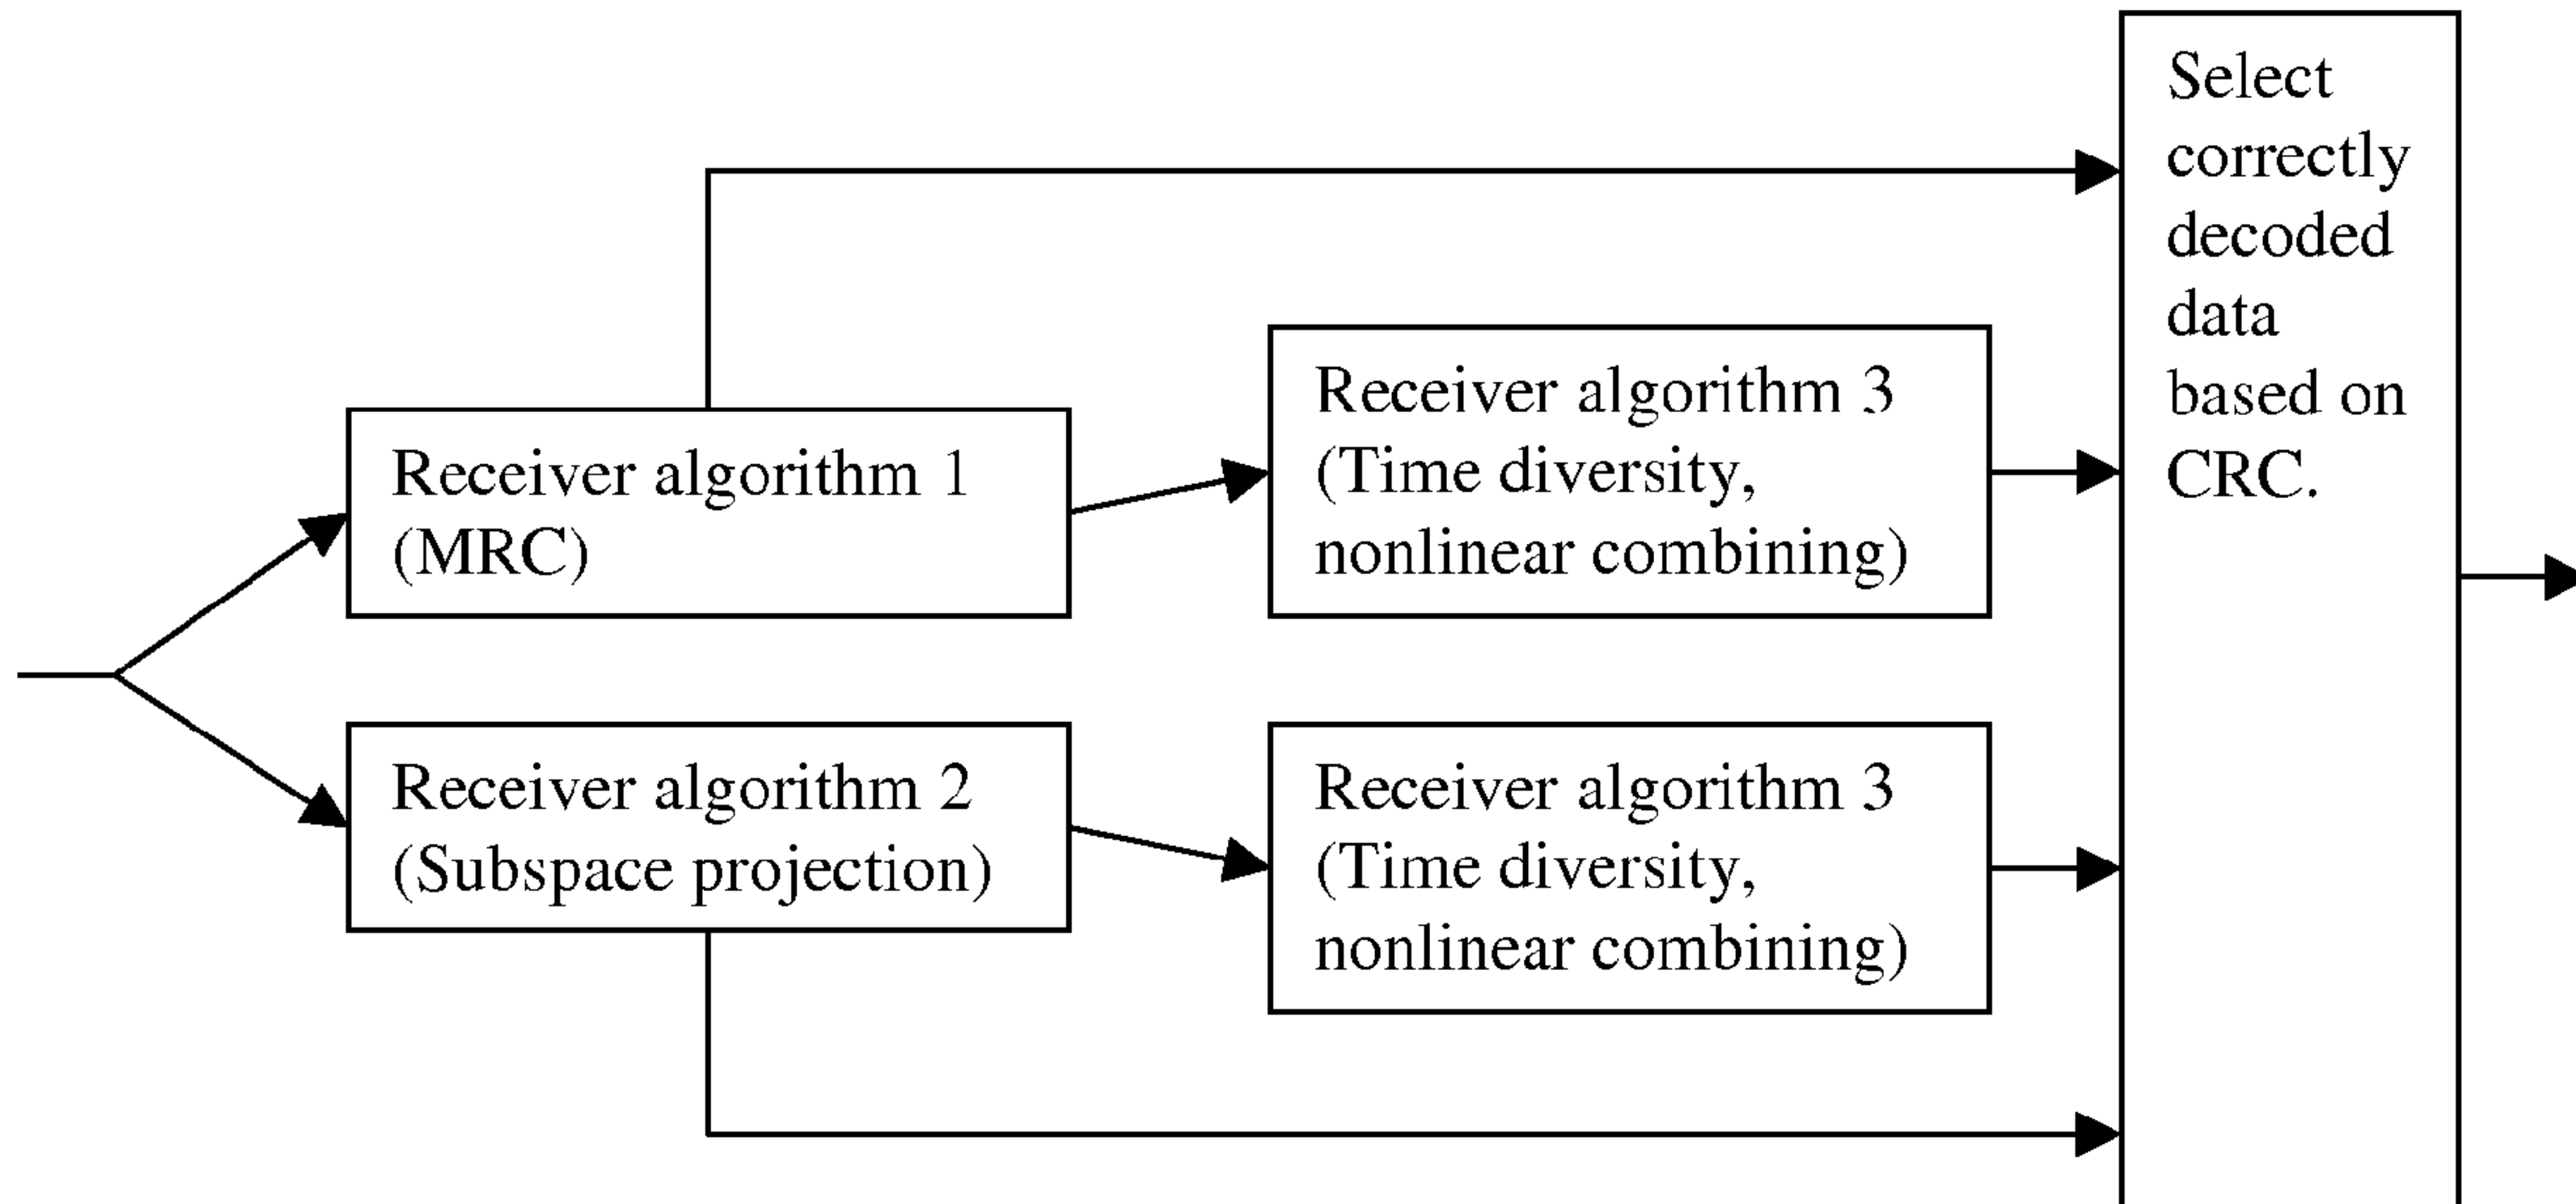 Receiver algorithm 1
(MRC)
Receiver algorithm 2
(Subspace projection)
Receiver algorithm 3
(Time diversity,
nonlinear combining)
Receiver algorithm 3
(Time diversity,
nonlinear combining)
Select
correctly
decoded
data
based on
CRC.